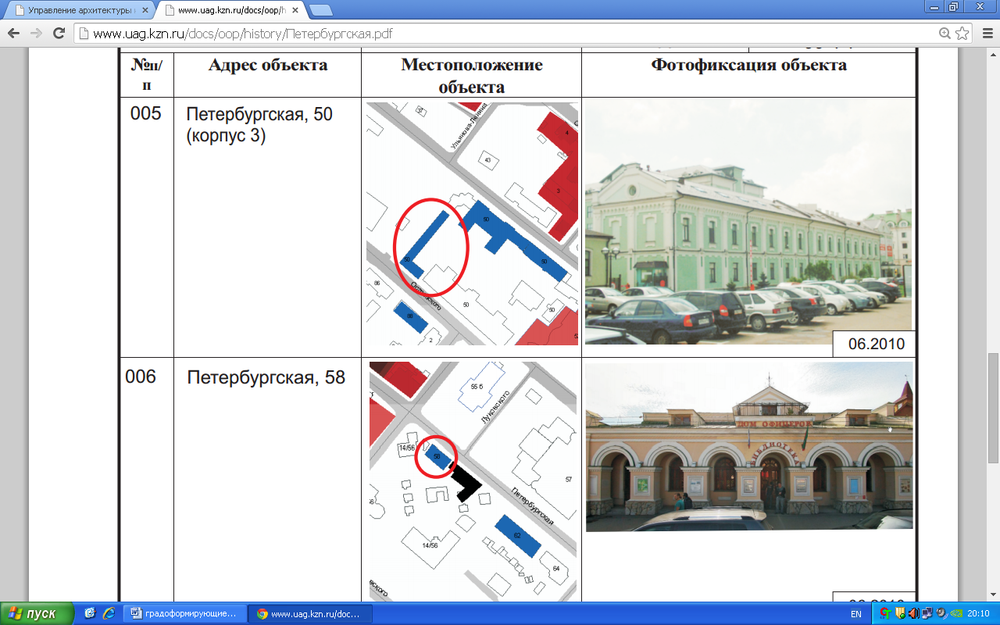 Управление архитектуры
www.uag.kzn.ru/docs/oop/h
www.uag.kzn.ru/docs/oop/history/Петербургская.pdf
№п/п
Адрес объекта
Местоположение объекта
Фотофиксация объекта
005
Петербургская, 50
(корпус 3)
Ульянова-Ленина
4
43
3
50
50
50
86
50
50
2
06.2010
006
Петербургская, 58
55 б
14/56
58
57
Петербургская
62
14/56
64
ДОМ ОФИЦЕРОВ
БИБЛИОТЕКА
пуск
градоформирующие...
www.uag.kzn.ru/doc...
EN
20:10